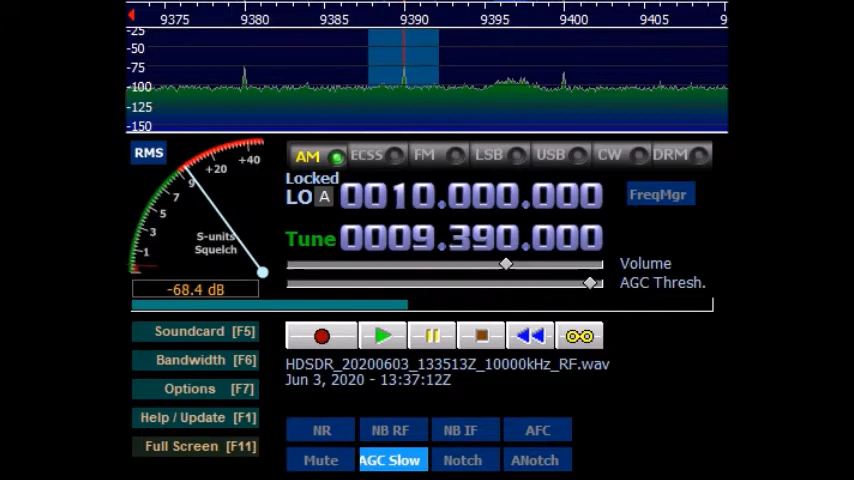 9375 9380 9385 9390 9395 9400 9405 9
-25
-50
-75
-100
-125
-150
RMS
1 3 5 7 9 +20 +40
S-units
Squelch
-68.4 dB
AM ECSS FM LSB USB CW DRM
Locked
LO A 0010.000.000 FreqMgr
Tune 0009.390.000
Volume
AGC Thresh.
Soundcard [F5]
Bandwidth [F6]
Options [F7]
Help / Update [F1]
Full Screen [F11]
HDSDR_20200603_133513Z_10000kHz_RF.wav
Jun 3, 2020 - 13:37:12Z
NR NB RF NB IF AFC
Mute AGC Slow Notch ANotch